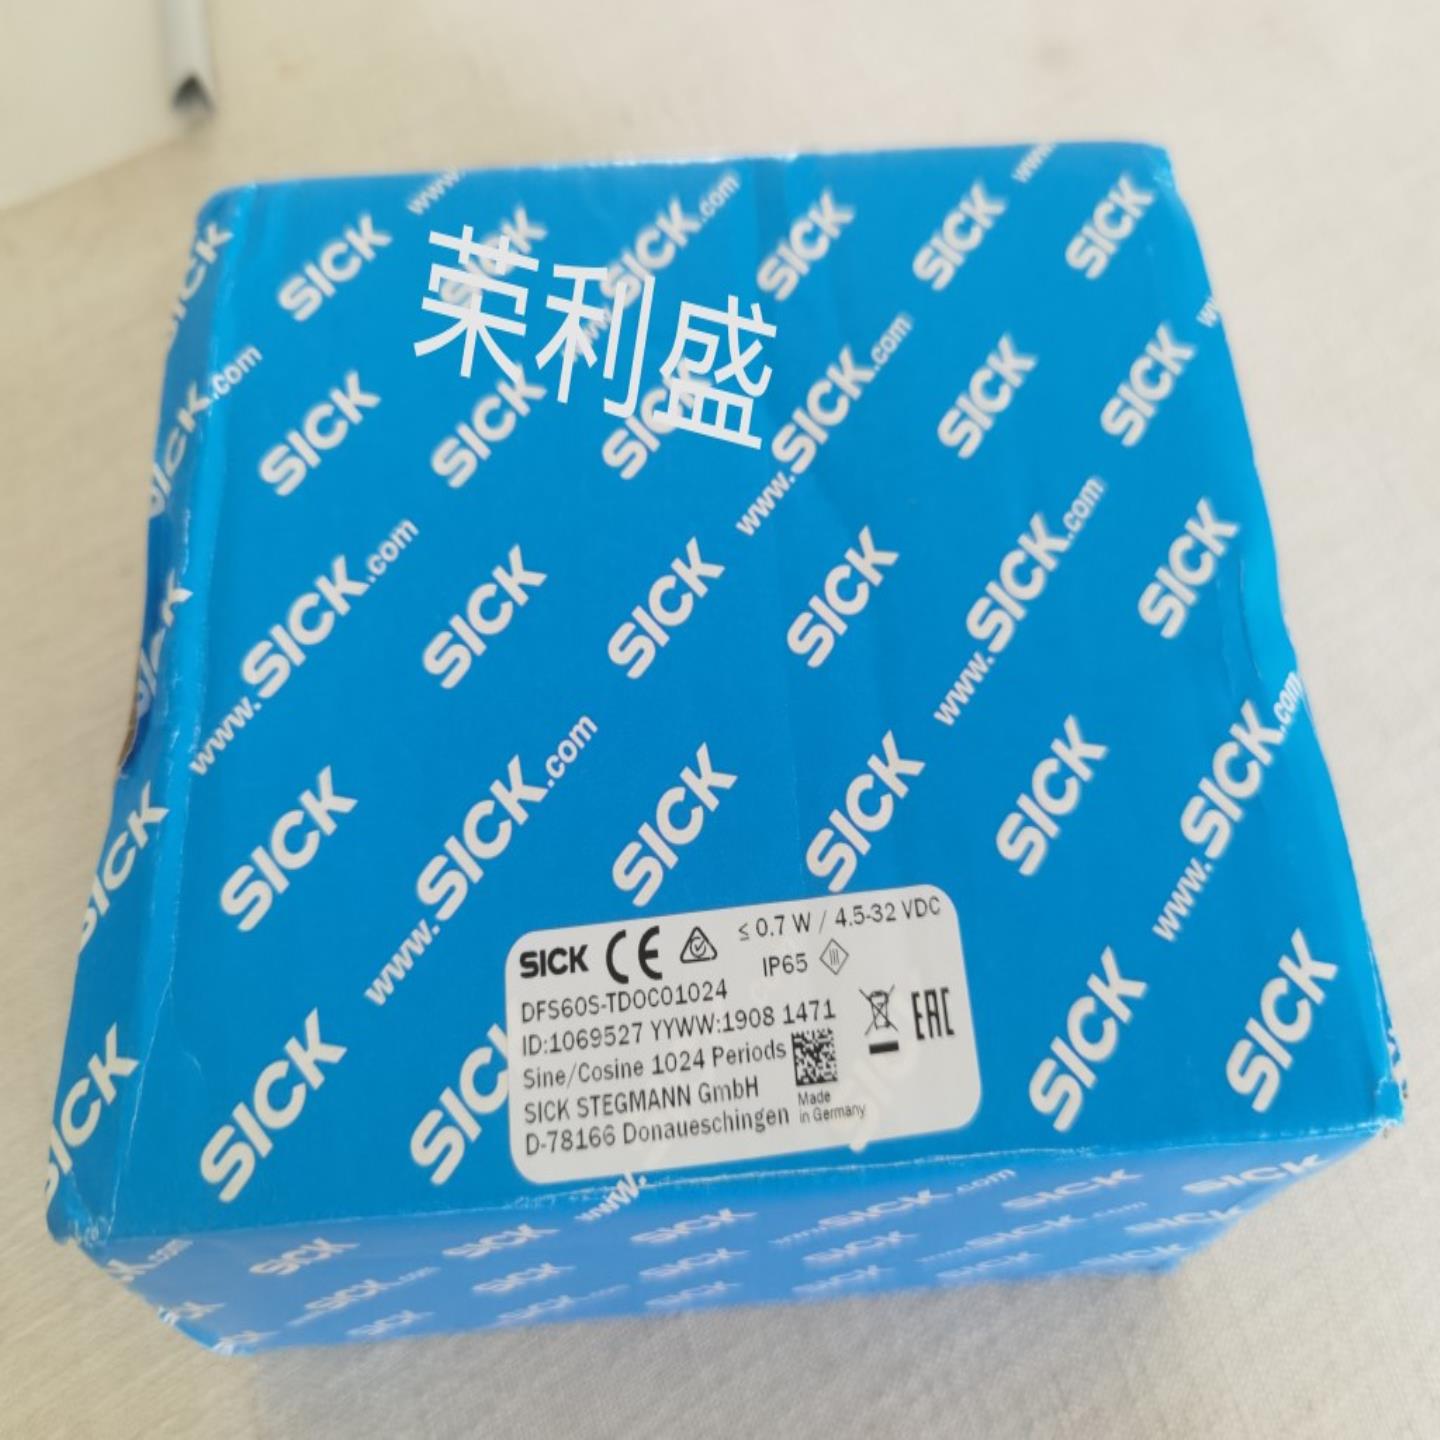 荣利盛
SICK
www.SICK.com
SICK CE ≤ 0.7 W / 4.5-32 VDC
IP65
DFS60S-TDOC01024
ID:1069527 YYWW:1908 1471
Sine/Cosine 1024 Periods
SICK STEGMANN GmbH
D-78166 Donaueschingen
Made
in Germany
EAC